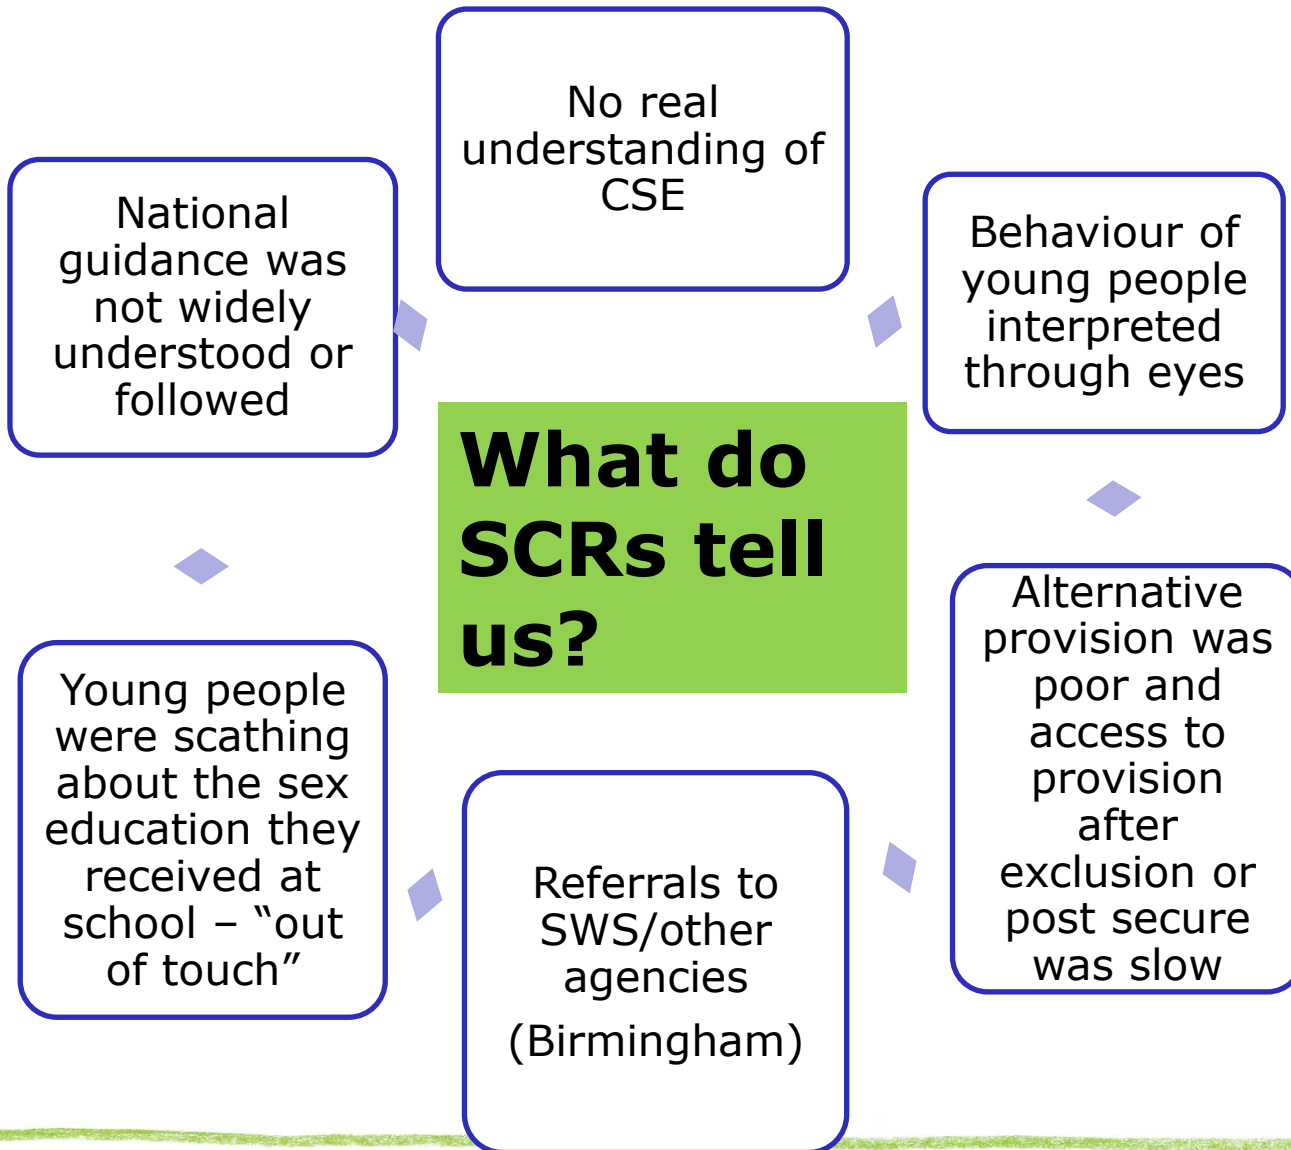 No real
understanding of
CSE
National
guidance was
not widely
understood or
followed
Behaviour of
young people
interpreted
through eyes
What do
SCRs tell
us?
Alternative
provision was
poor and
access to
provision
after
exclusion or
post secure
was slow
Young people
were scathing
about the sex
education they
received at
school – “out
of touch”
Referrals to
SWS/other
agencies
(Birmingham)